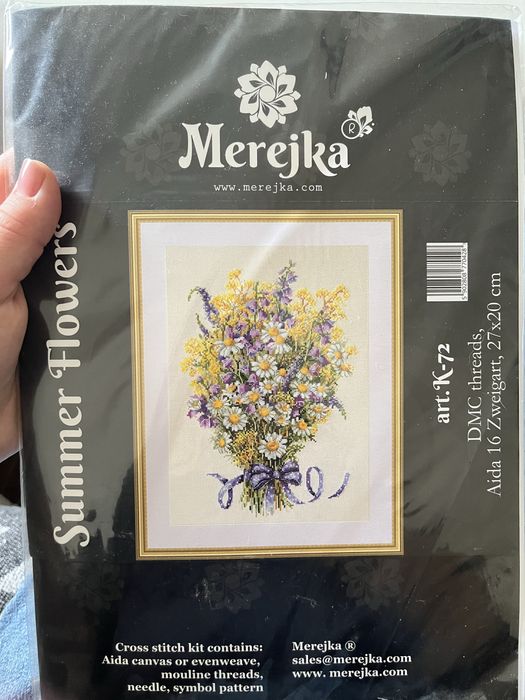 Merejka
®
www.merejka.com
Summer Flowers
art.K-72
DMC threads,
Aida 16 Zweigart, 27x20 cm
Cross stitch kit contains:
Aida canvas or evenweave,
mouline threads,
needle, symbol pattern
Merejka ®
sales@merejka.com
www. merejka.com